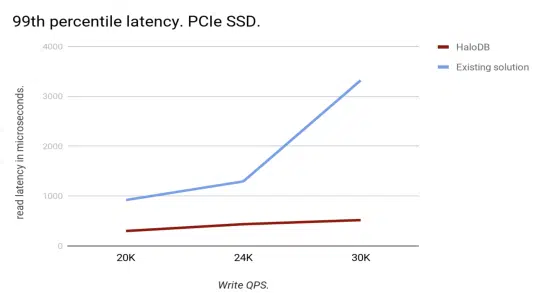 99th percentile latency. PCIe SSD.
HaloDB
Existing solution
read latency in microseconds.
4000
3000
2000
1000
0
20K
24K
30K
Write QPS.